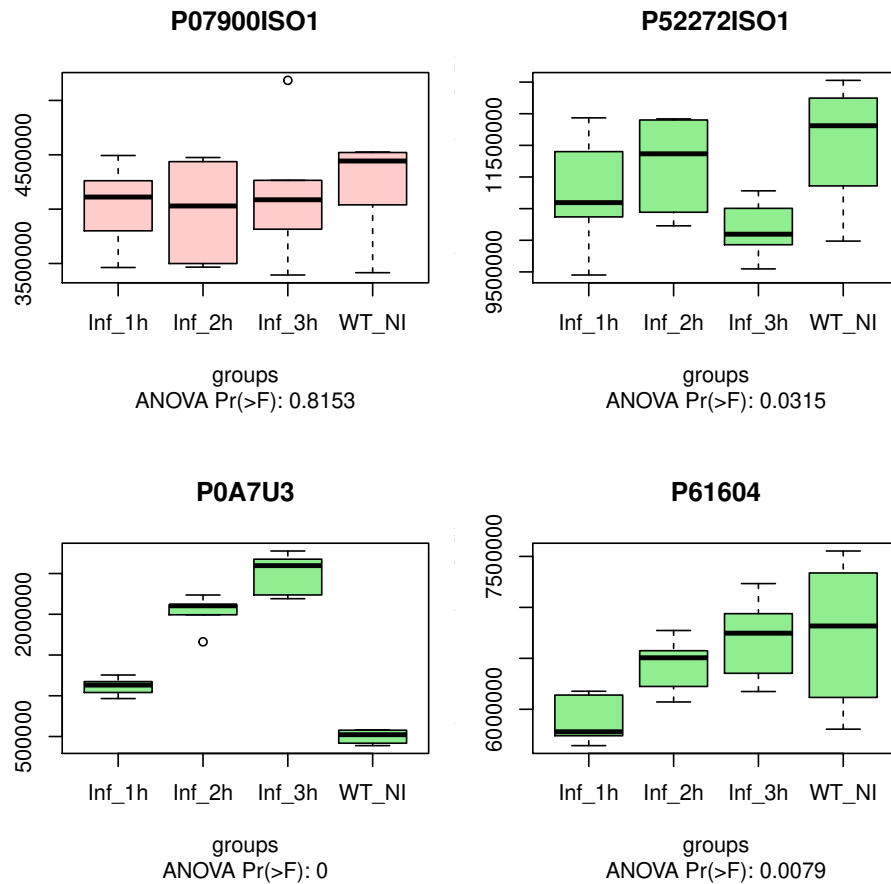 P07900ISO1
3500000
4500000
Inf_1h Inf_2h Inf_3h WT_NI
groups
ANOVA Pr(>F): 0.8153
P52272ISO1
9500000
11500000
Inf_1h Inf_2h Inf_3h WT_NI
groups
ANOVA Pr(>F): 0.0315
P0A7U3
500000
2000000
Inf_1h Inf_2h Inf_3h WT_NI
groups
ANOVA Pr(>F): 0
P61604
6000000
7500000
Inf_1h Inf_2h Inf_3h WT_NI
groups
ANOVA Pr(>F): 0.0079